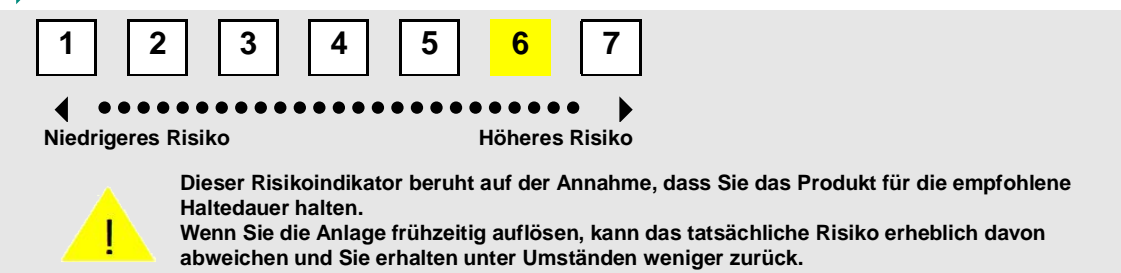 1 2 3 4 5 6 7
Niedrigeres Risiko Höheres Risiko
Dieser Risikoindikator beruht auf der Annahme, dass Sie das Produkt für die empfohlene
Haltedauer halten.
Wenn Sie die Anlage frühzeitig auflösen, kann das tatsächliche Risiko erheblich davon
abweichen und Sie erhalten unter Umständen weniger zurück.
!